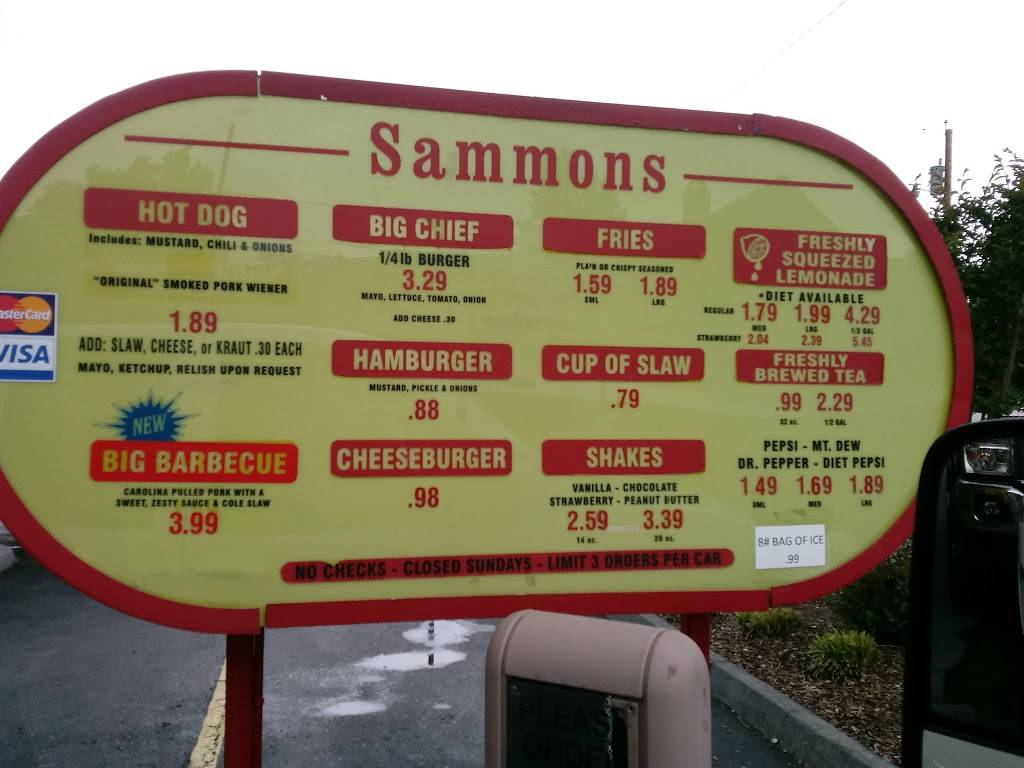 Sammons
HOT DOG
Includes: MUSTARD, CHILI & ONIONS
"ORIGINAL" SMOKED PORK WIENER
1.89
ADD: SLAW, CHEESE, or KRAUT .30 EACH
MAYO, KETCHUP, RELISH UPON REQUEST
NEW
BIG BARBECUE
CAROLINA PULLED PORK WITH A
SWEET, ZESTY SAUCE & COLE SLAW
3.99
BIG CHIEF
1/4 lb BURGER
3.29
MAYO, LETTUCE, TOMATO, ONION
ADD CHEESE .30
HAMBURGER
MUSTARD, PICKLE & ONIONS
.88
CHEESEBURGER
.98
FRIES
PLAIN OR CRISPY SEASONED
1.59 1.89
SML LRG
CUP OF SLAW
.79
SHAKES
VANILLA - CHOCOLATE
STRAWBERRY - PEANUT BUTTER
2.59 3.39
14 oz. 20 oz.
FRESHLY
SQUEEZED
LEMONADE
*DIET AVAILABLE
REGULAR 1.79 1.99 4.29
MED LRG 1/2 GAL
STRAWBERRY 2.04 2.39 5.45
FRESHLY
BREWED TEA
.99 2.29
32 oz. 1/2 GAL
PEPSI - MT. DEW
DR. PEPPER - DIET PEPSI
1 49 1.69 1.89
SML MED LRG
8# BAG OF ICE
.99
NO CHECKS - CLOSED SUNDAYS - LIMIT 3 ORDERS PER CAR
asterCard
VISA
PLEAS
ORDE